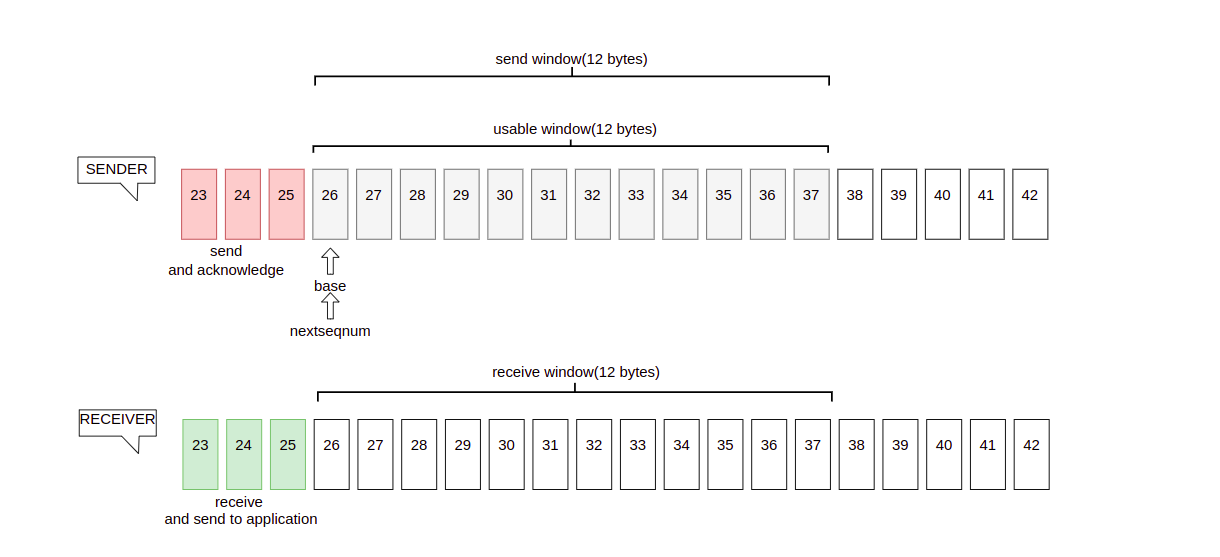 send window(12 bytes)
usable window(12 bytes)
SENDER
23 24 25 26 27 28 29 30 31 32 33 34 35 36 37 38 39 40 41 42
send
and acknowledge
base
nextseqnum
receive window(12 bytes)
RECEIVER
23 24 25 26 27 28 29 30 31 32 33 34 35 36 37 38 39 40 41 42
receive
and send to application